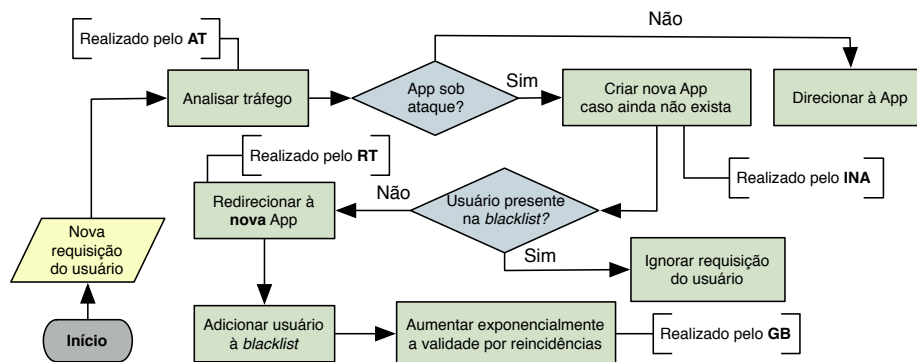 Não
Realizado pelo AT
Analisar tráfego
App sob
ataque?
Sim
Criar nova App
caso ainda não exista
Direcionar à App
Realizado pelo RT
Realizado pelo INA
Redirecionar à
nova App
Não
Usuário presente
na blacklist?
Nova
requisição
do usuário
Sim
Ignorar requisição
do usuário
Início
Adicionar usuário
à blacklist
Aumentar exponencialmente
a validade por reincidências
Realizado pelo GB